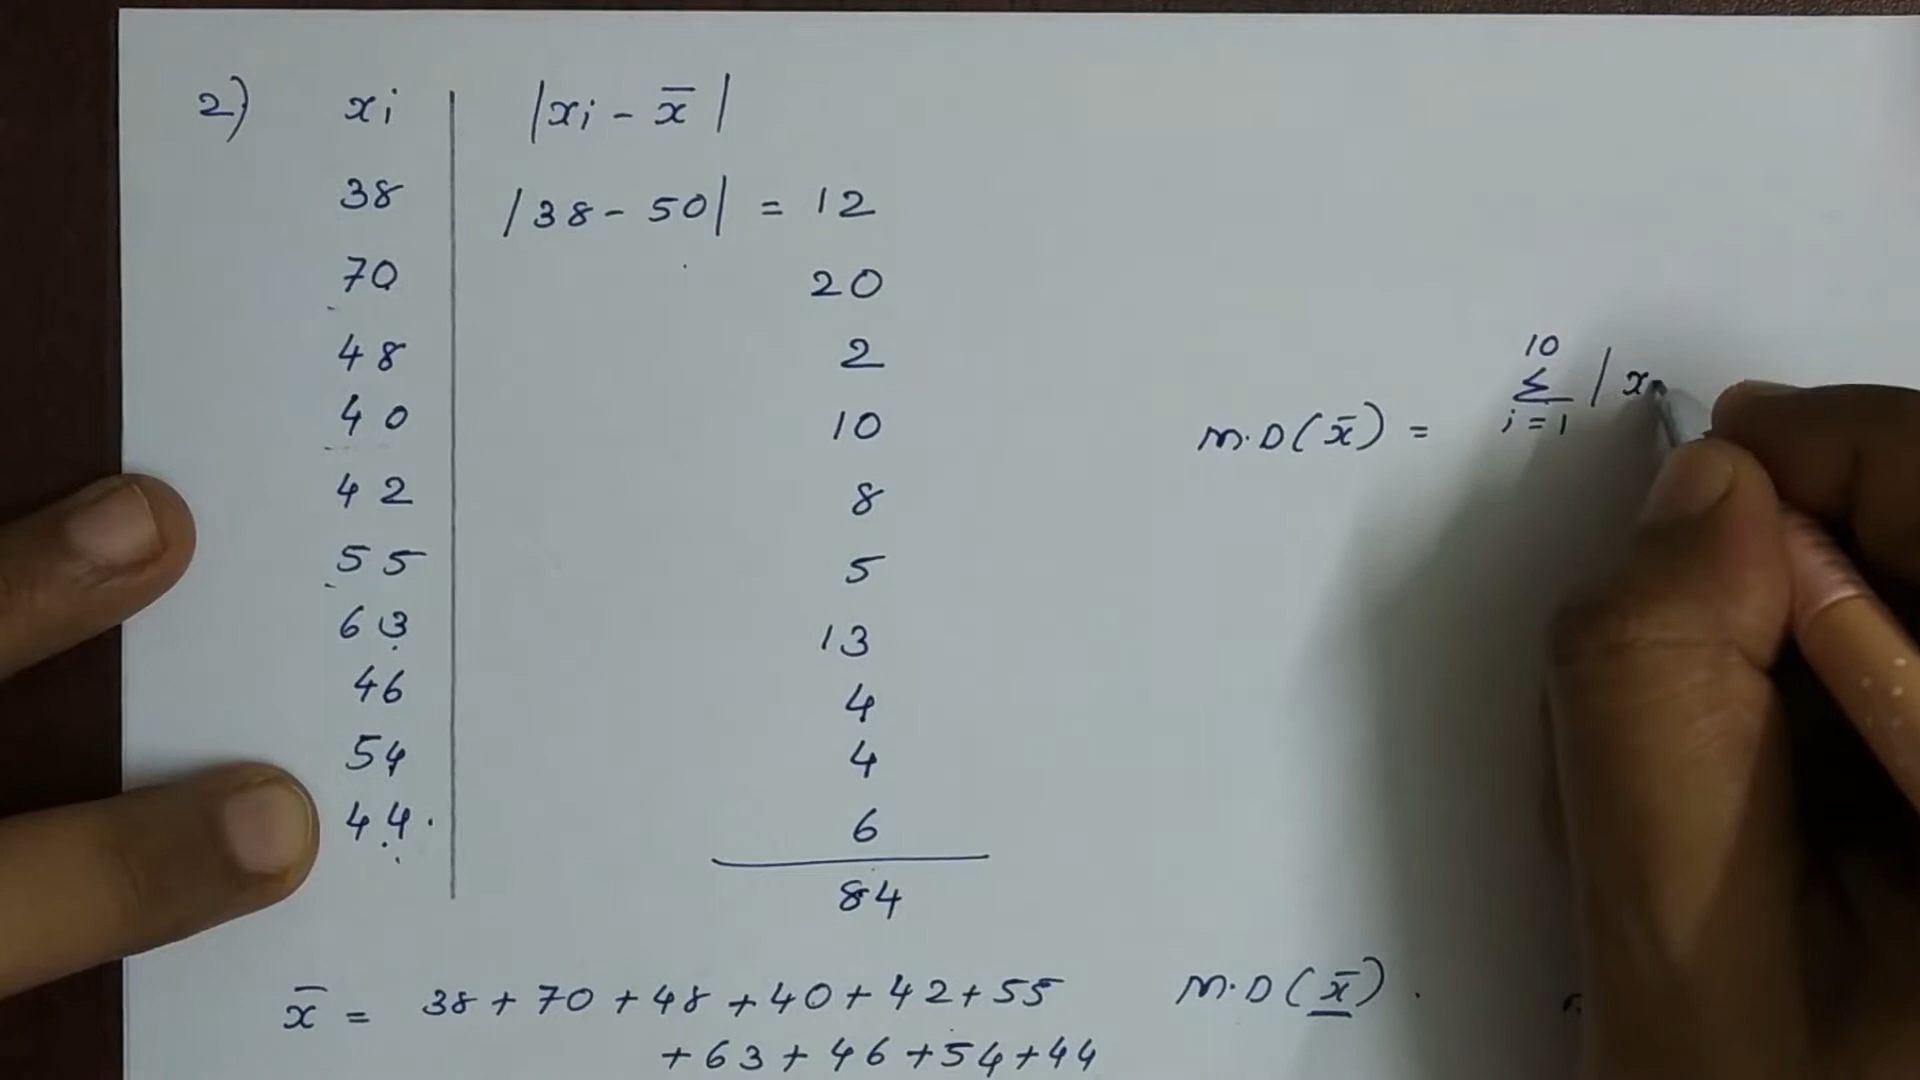 2) xi |xi - x̄|
38 |38 - 50| = 12
70 20
48 2
40 10
42 8
55 5
63 13
46 4
54 4
44. 6
84
x̄ = 38 + 70 + 48 + 40 + 42 + 55
+ 63 + 46 + 54 + 44
10
M.D(x̄) = Σ |x
i = 1
M.D(x̄).